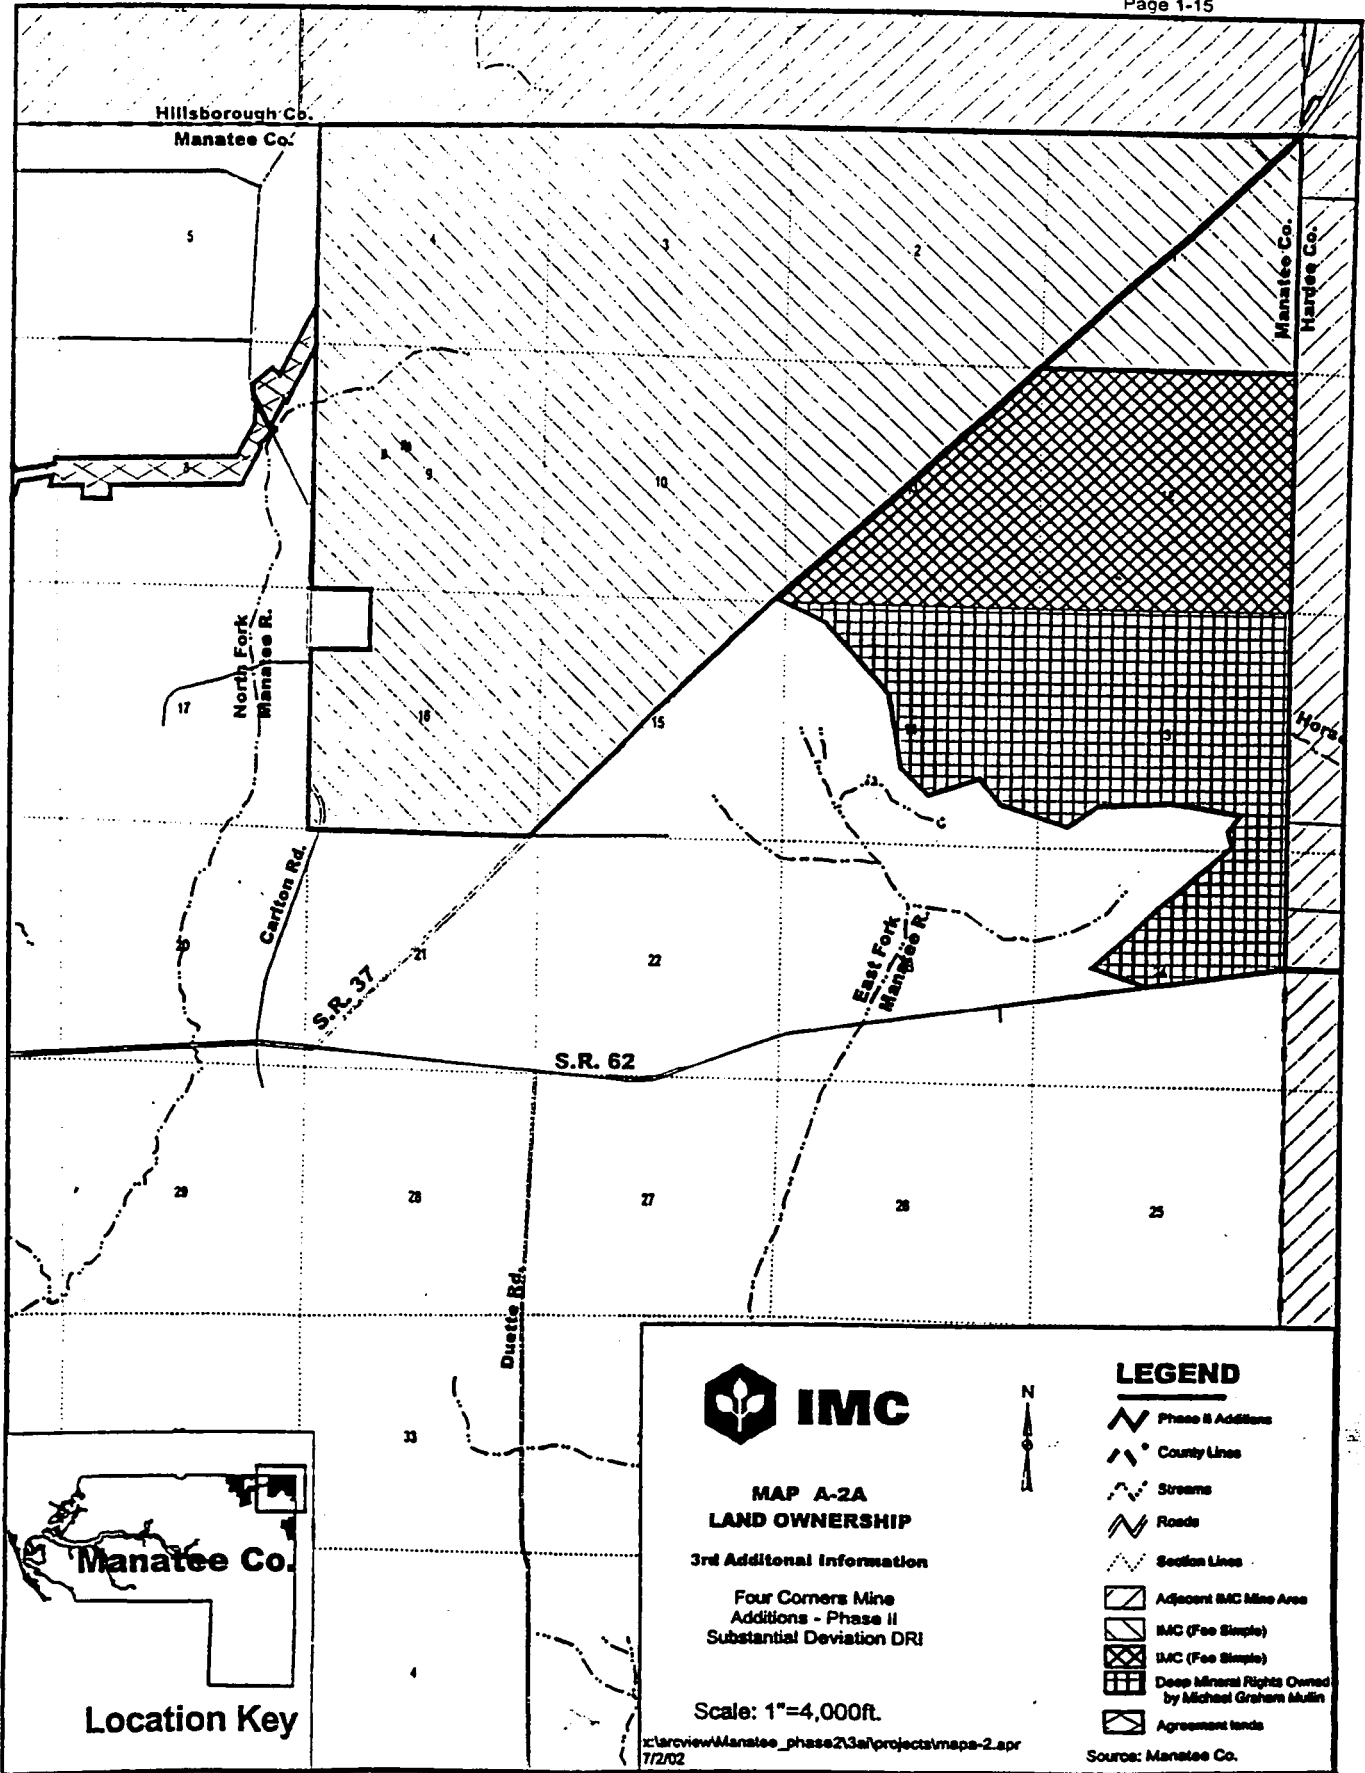 Page 1-15
Hillsborough Co.
Manatee Co.
5
4
3
2
Manatee Co.
Hardee Co.
8
9
10
North Fork
Manatee R.
17
16
15
Horse
Carlton Rd.
20
21
22
S.R. 37
East Fork
Manatee R.
S.R. 62
29
28
27
26
25
Duette Rd.
33
4
Manatee Co.
Location Key
IMC
N
MAP A-2A
LAND OWNERSHIP
3rd Additonal Information
Four Corners Mine
Additions - Phase II
Substantial Deviation DRI
Scale: 1"=4,000ft.
x:\arcview\Manatee_phase2\3ai\projects\mapa-2.apr
7/2/02
LEGEND
Phase II Additions
County Lines
Streams
Roads
Section Lines
Adjacent IMC Mine Area
IMC (Fee Simple)
IMC (Fee Simple)
Deep Mineral Rights Owned
by Michael Graham Mullin
Agreement lands
Source: Manatee Co.